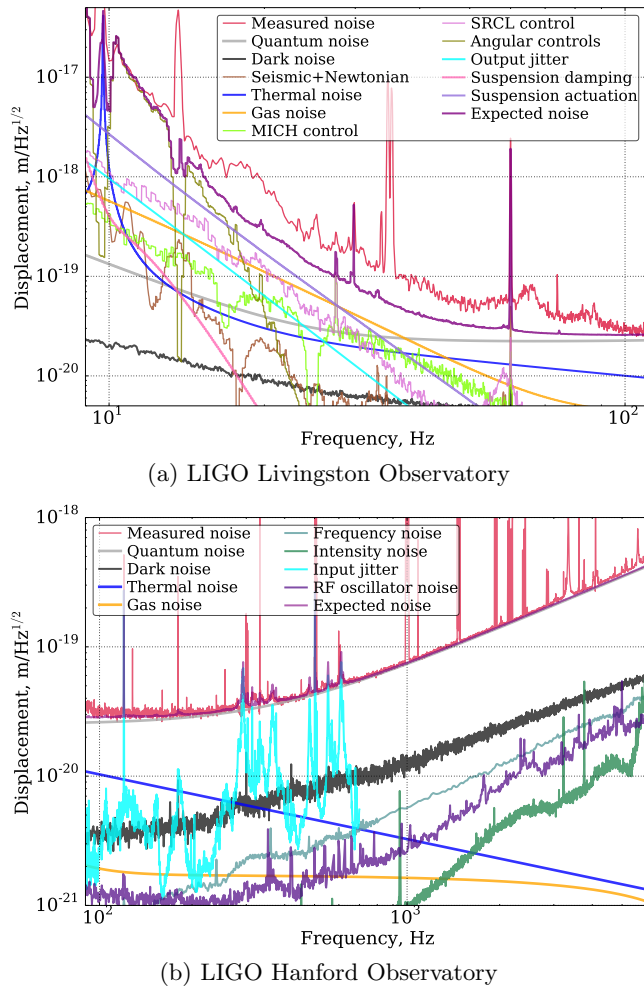 Measured noise
Quantum noise
Dark noise
Seismic+Newtonian
Thermal noise
Gas noise
MICH control
SRCL control
Angular controls
Output jitter
Suspension damping
Suspension actuation
Expected noise
Displacement, m/Hz^{1/2}
10^{-17}
10^{-18}
10^{-19}
10^{-20}
10^1
10^2
Frequency, Hz
(a) LIGO Livingston Observatory
Measured noise
Quantum noise
Dark noise
Thermal noise
Gas noise
Frequency noise
Intensity noise
Input jitter
RF oscillator noise
Expected noise
Displacement, m/Hz^{1/2}
10^{-18}
10^{-19}
10^{-20}
10^{-21}
10^2
10^3
Frequency, Hz
(b) LIGO Hanford Observatory